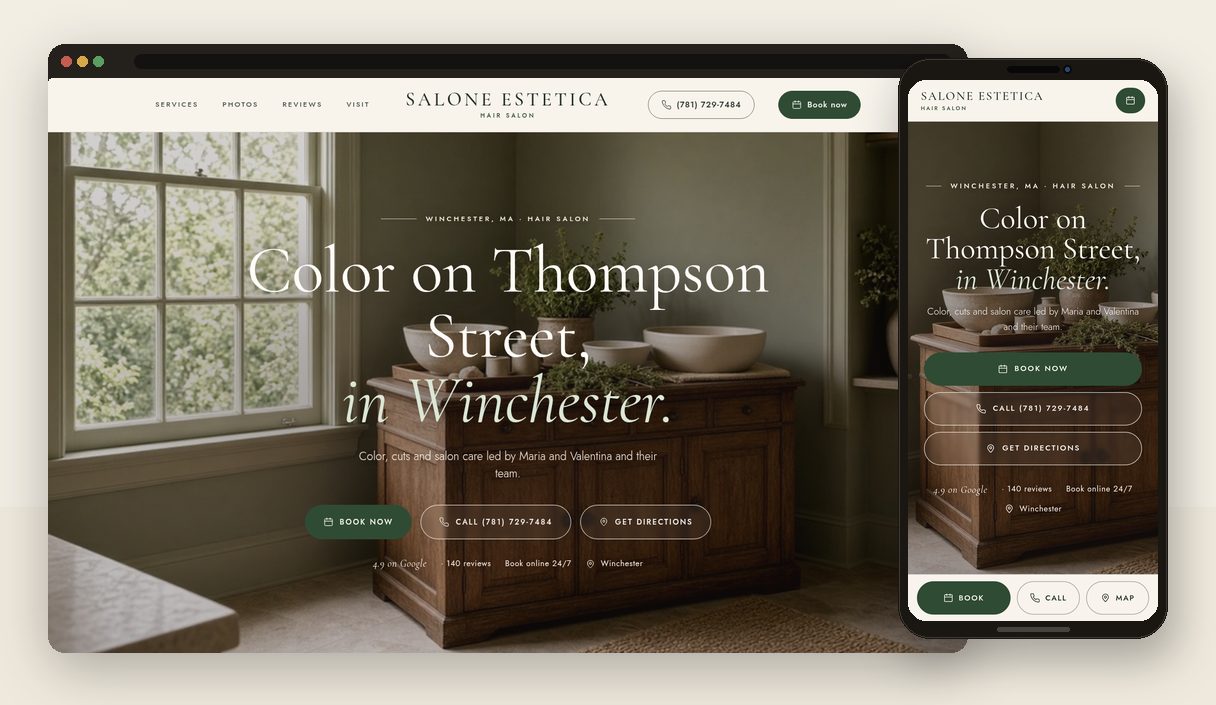 SERVICES PHOTOS REVIEWS VISIT
SALONE ESTETICA
HAIR SALON
(781) 729-7484
Book now
WINCHESTER, MA · HAIR SALON
Color on Thompson
Street,
in Winchester.
Color, cuts and salon care led by Maria and Valentina and their
team.
BOOK NOW
CALL (781) 729-7484
GET DIRECTIONS
4.9 on Google · 140 reviews Book online 24/7 Winchester
SALONE ESTETICA
HAIR SALON
WINCHESTER, MA · HAIR SALON
Color on
Thompson Street,
in Winchester.
Color, cuts and salon care led by Maria and Valentina
and their team.
BOOK NOW
CALL (781) 729-7484
GET DIRECTIONS
4.9 on Google · 140 reviews Book online 24/7
Winchester
BOOK
CALL
MAP